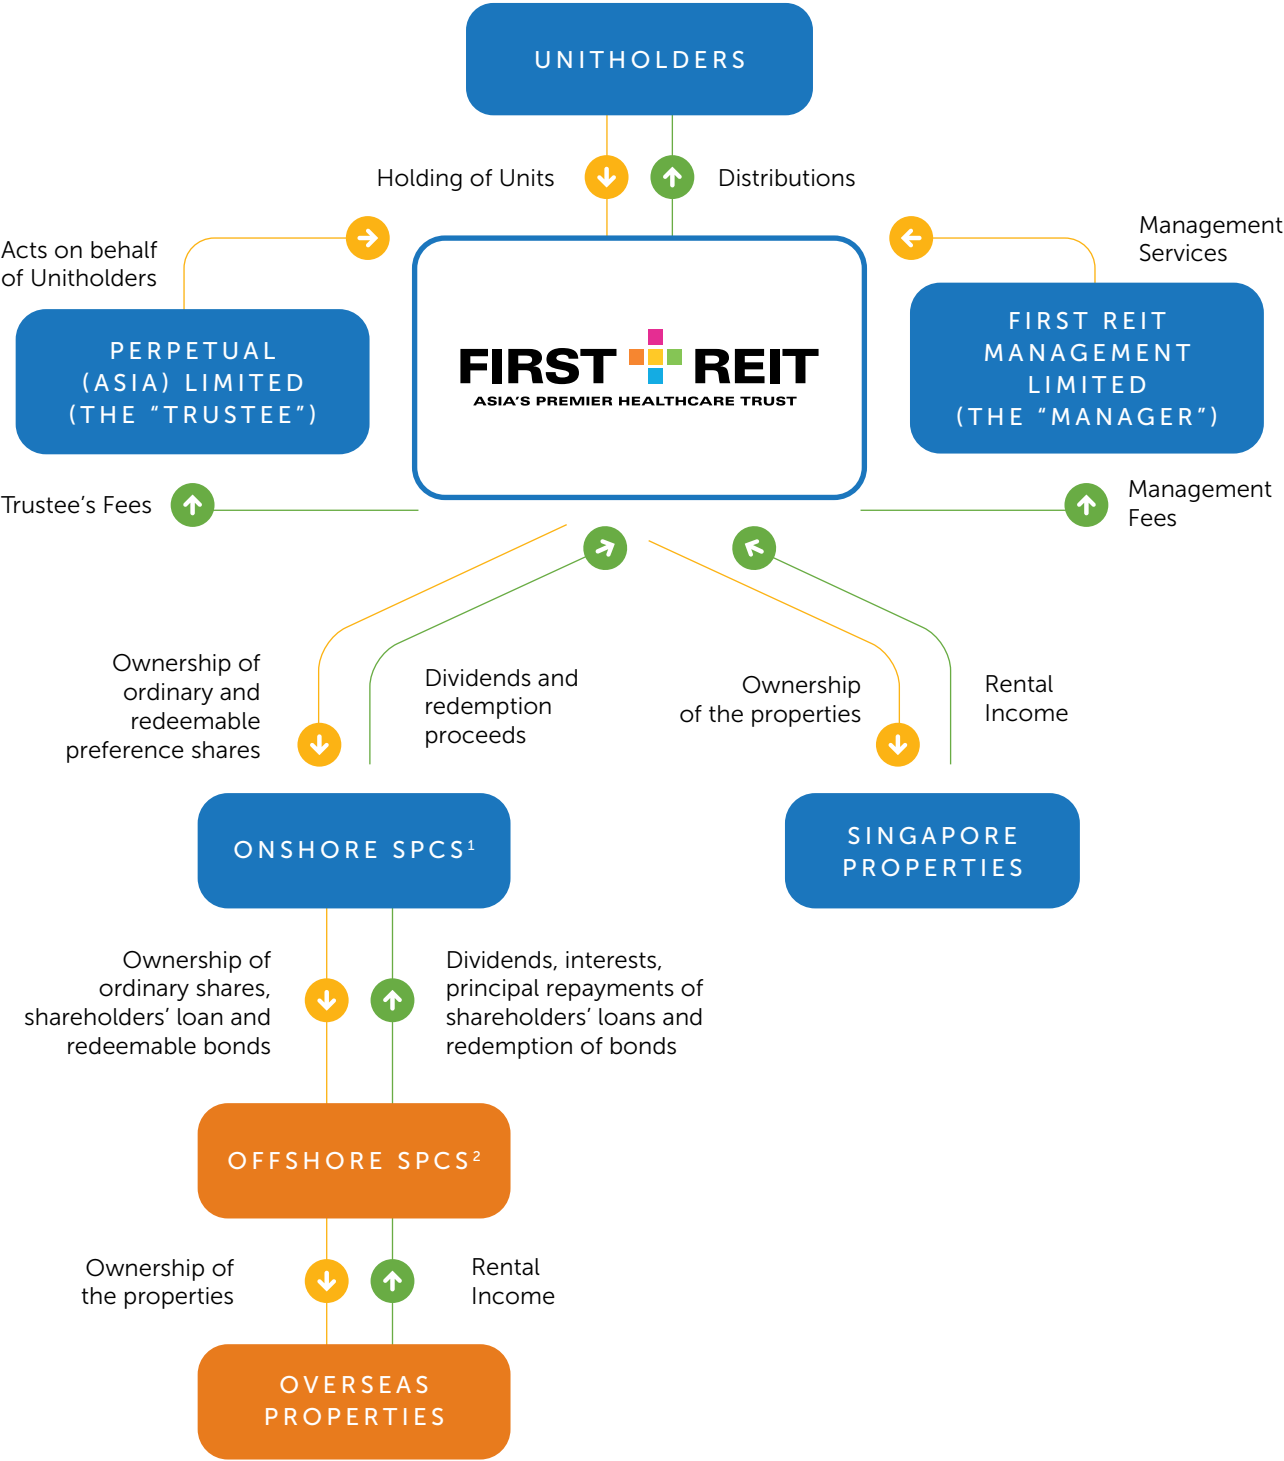 UNITHOLDERS
Holding of Units
Distributions
Acts on behalf
of Unitholders
Management
Services
PERPETUAL
(ASIA) LIMITED
(THE “TRUSTEE”)
FIRST REIT
ASIA’S PREMIER HEALTHCARE TRUST
FIRST REIT
MANAGEMENT
LIMITED
(THE “MANAGER”)
Trustee’s Fees
Management
Fees
Ownership of
ordinary and
redeemable
preference shares
Dividends and
redemption
proceeds
Ownership
of the properties
Rental
Income
ONSHORE SPCS¹
SINGAPORE
PROPERTIES
Ownership of
ordinary shares,
shareholders’ loan and
redeemable bonds
Dividends, interests,
principal repayments of
shareholders’ loans and
redemption of bonds
OFFSHORE SPCS²
Ownership of
the properties
Rental
Income
OVERSEAS
PROPERTIES